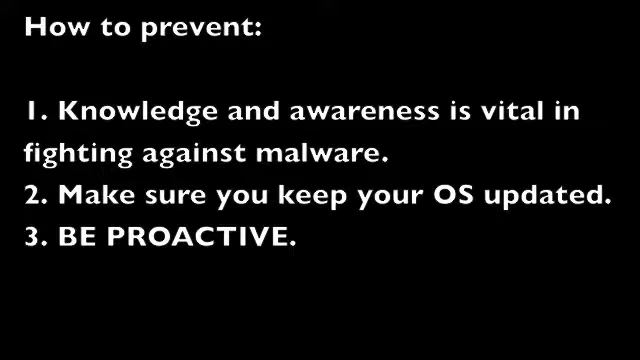 How to prevent:
1. Knowledge and awareness is vital in
fighting against malware.
2. Make sure you keep your OS updated.
3. BE PROACTIVE.